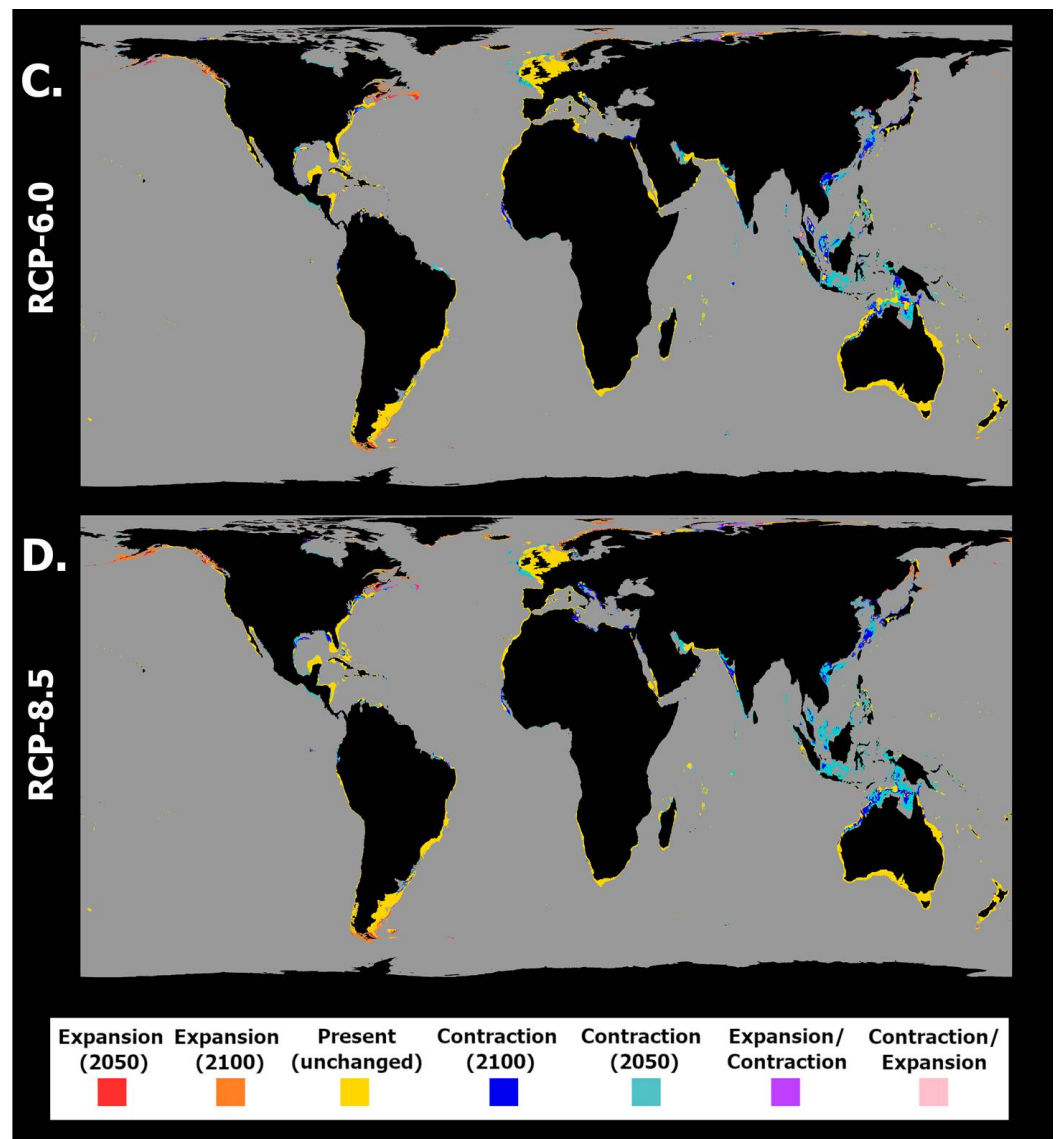 C.
RCP-6.0
D.
RCP-8.5
Expansion (2050)
Expansion (2100)
Present (unchanged)
Contraction (2100)
Contraction (2050)
Expansion/ Contraction
Contraction/ Expansion